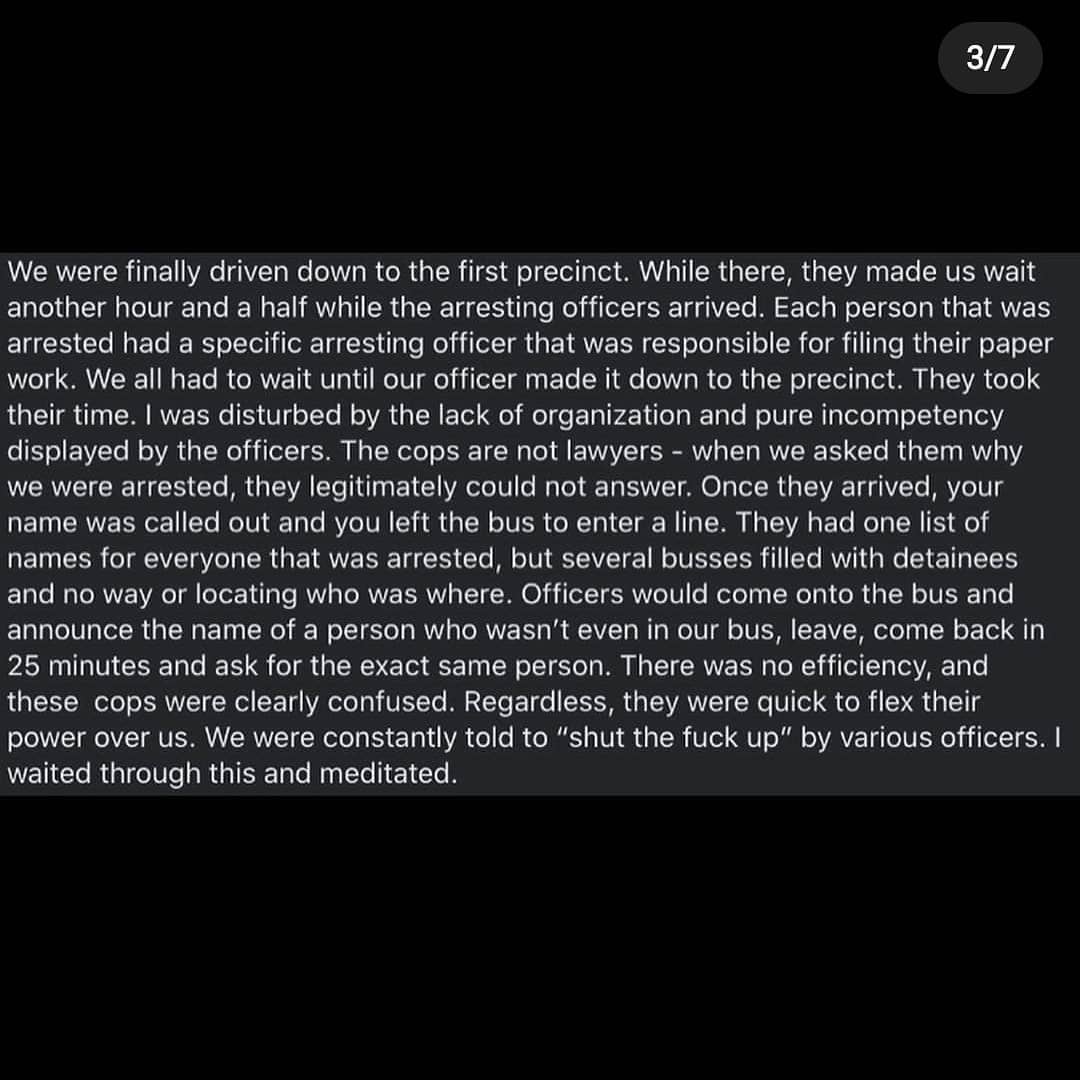 3/7
We were finally driven down to the first precinct. While there, they made us wait
another hour and a half while the arresting officers arrived. Each person that was
arrested had a specific arresting officer that was responsible for filing their paper
work. We all had to wait until our officer made it down to the precinct. They took
their time. I was disturbed by the lack of organization and pure incompetency
displayed by the officers. The cops are not lawyers - when we asked them why
we were arrested, they legitimately could not answer. Once they arrived, your
name was called out and you left the bus to enter a line. They had one list of
names for everyone that was arrested, but several busses filled with detainees
and no way or locating who was where. Officers would come onto the bus and
announce the name of a person who wasn’t even in our bus, leave, come back in
25 minutes and ask for the exact same person. There was no efficiency, and
these  cops were clearly confused. Regardless, they were quick to flex their
power over us. We were constantly told to “shut the fuck up” by various officers. I
waited through this and meditated.